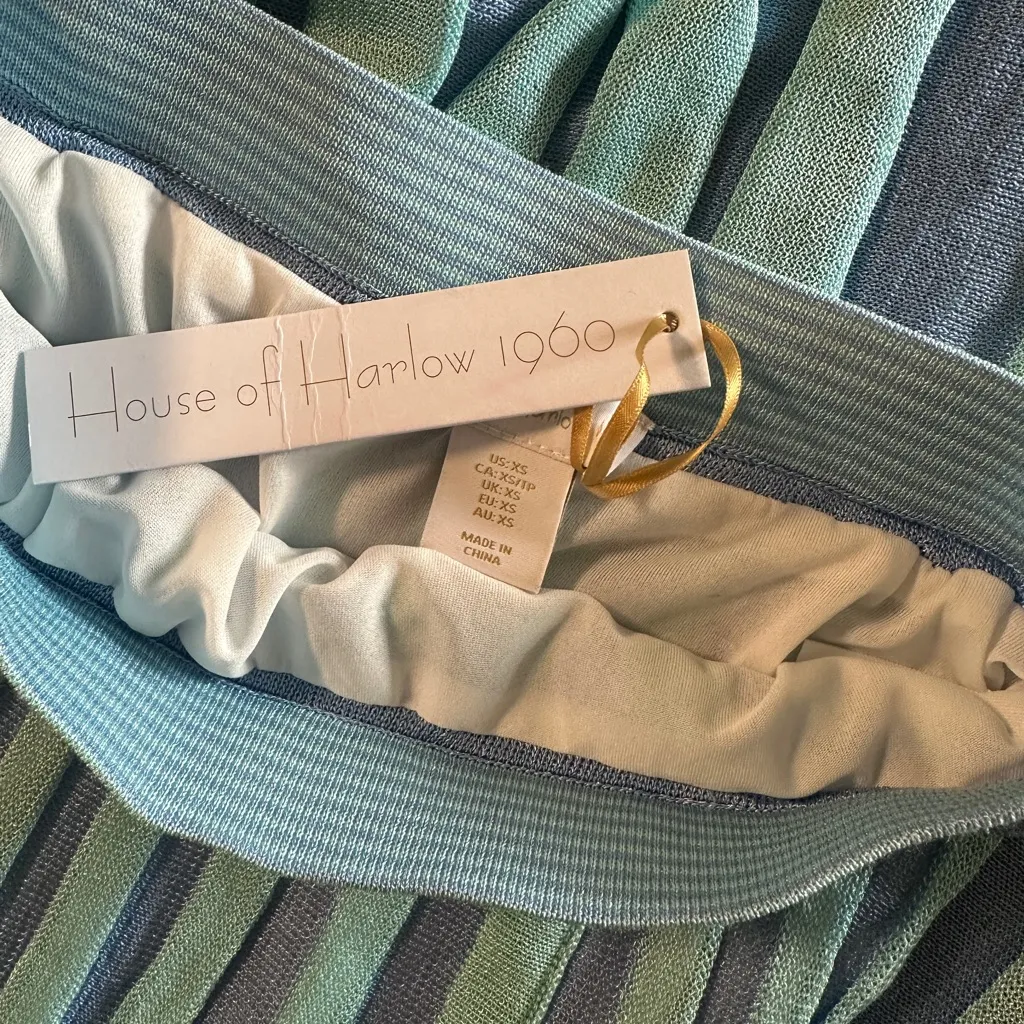 House of Harlow 1960
US: XS
CA: XS/TP
UK: XS
EU: XS
AU: XS
MADE IN
CHINA